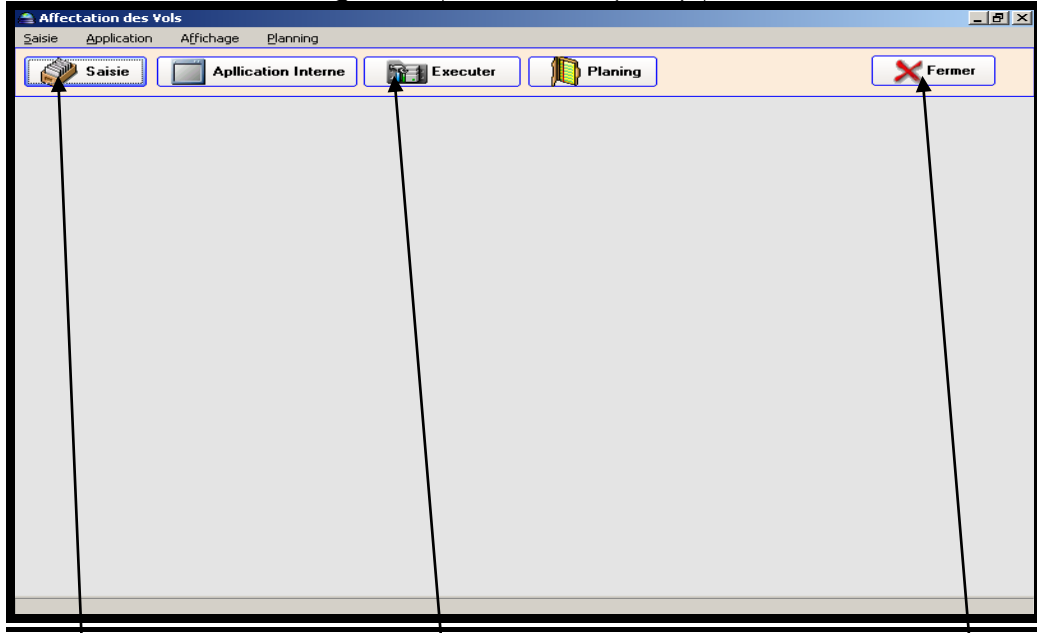 Affectation des Vols
Saisie Application Affichage Planning
Saisie Apllication Interne Executer Planing Fermer